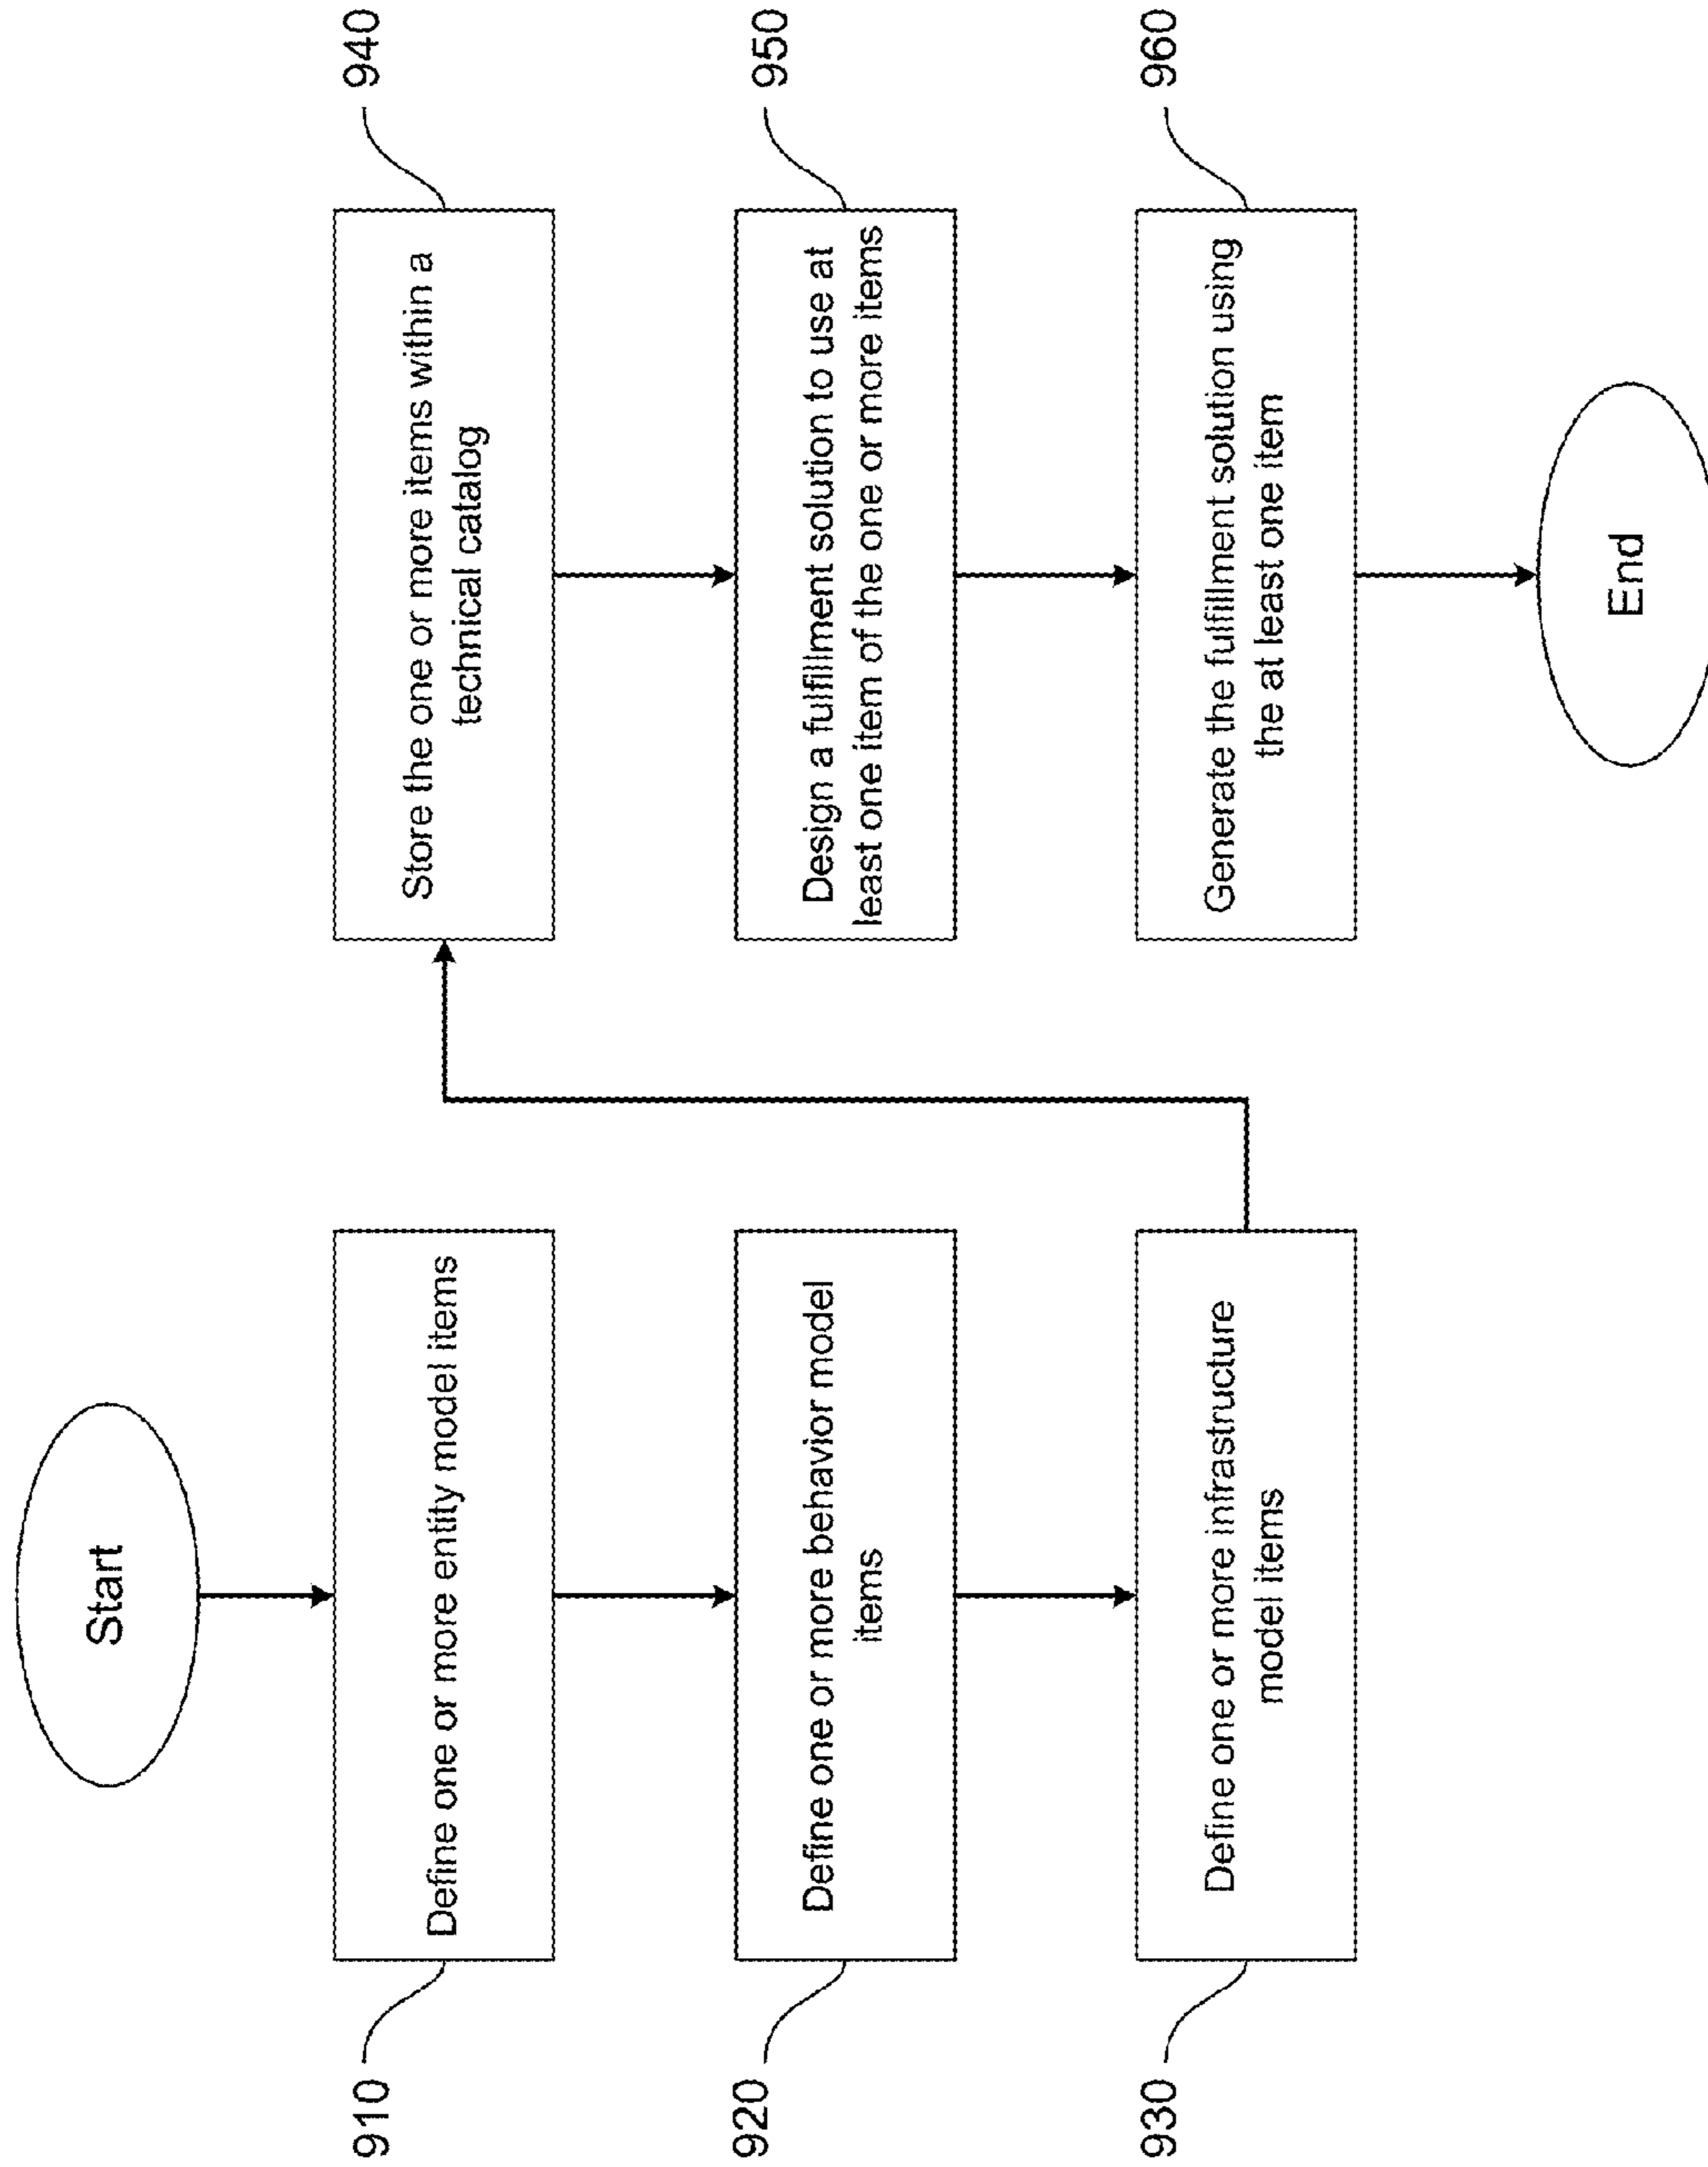 Start
910
Define one or more entity model items
920
Define one or more behavior model
items
930
Define one or more infrastructure
model items
940
Store the one or more items within a
technical catalog
950
Design a fulfillment solution to use at
least one item of the one or more items
960
Generate the fulfillment solution using
the at least one item
End